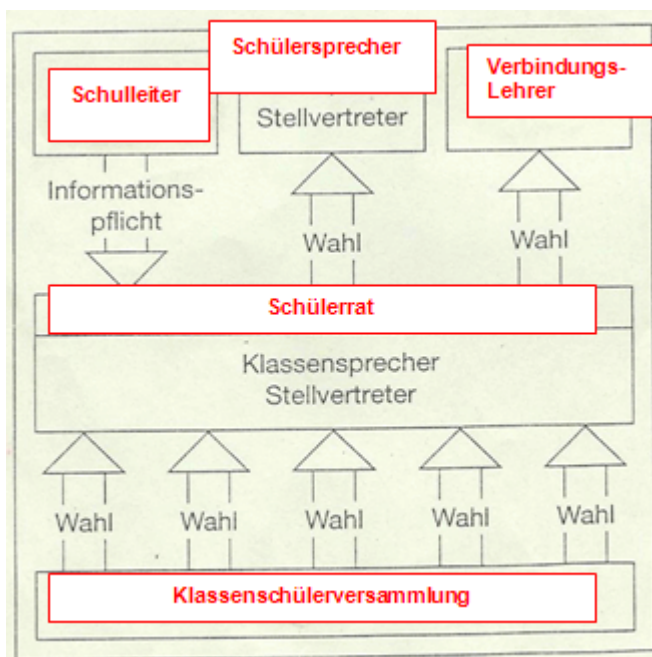 Schülersprecher
Schulleiter
Verbindungs-
Lehrer
Stellvertreter
Informations-
pflicht
Wahl
Wahl
Schülerrat
Klassensprecher
Stellvertreter
Wahl
Wahl
Wahl
Wahl
Wahl
Klassenschülerversammlung